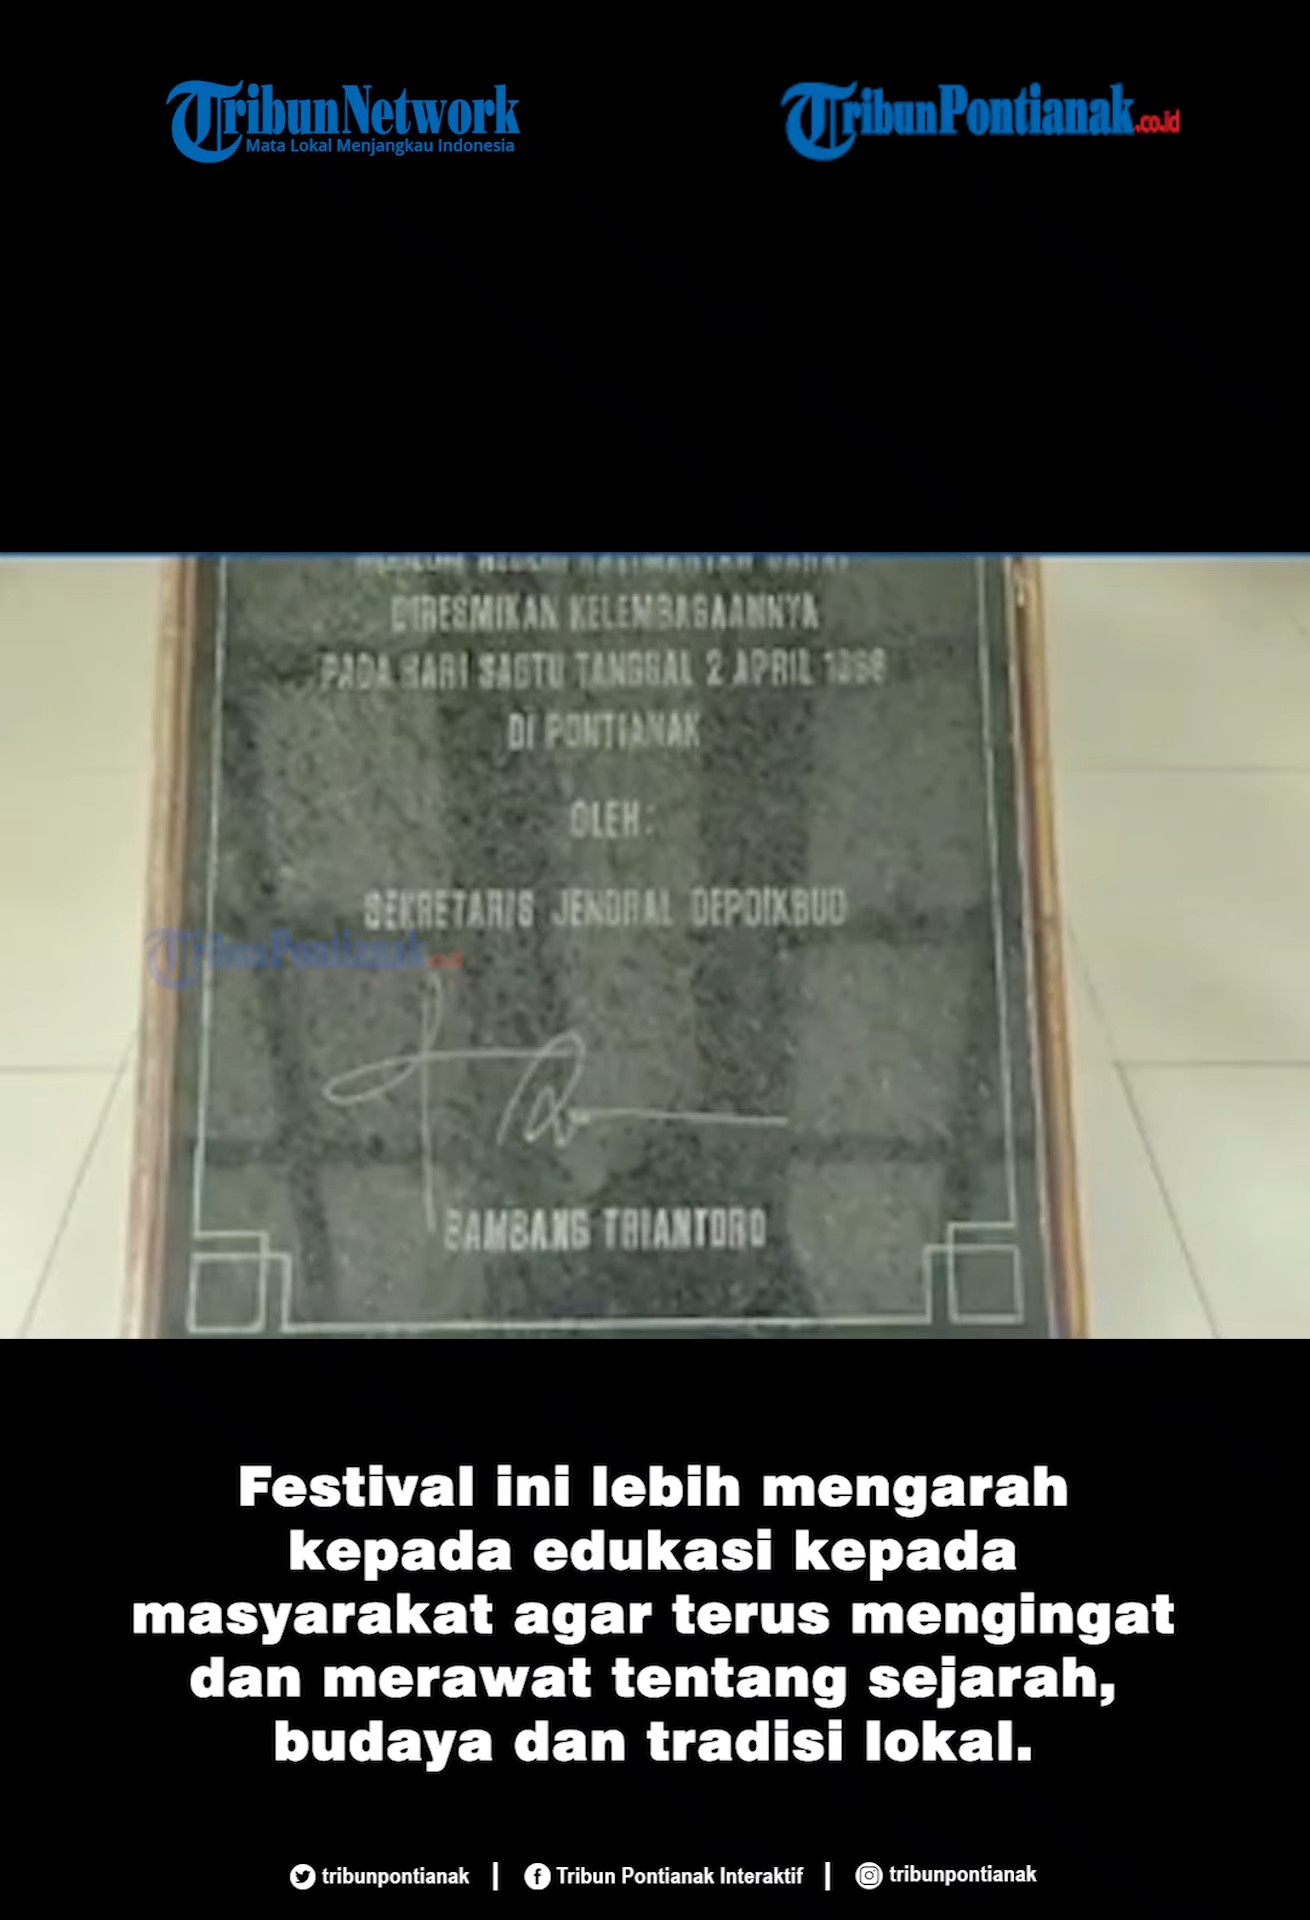 TribunNetwork
Mata Lokal Menjangkau Indonesia
TribunPontianak.co.id
DIRESMIKAN KELEMBAGAANNYA
PADA HARI SABTU TANGGAL 2 APRIL
DI PONTIANAK
OLEH:
SEKRETARIS JENDRAL DEPDIKBUD
TribunPontianak
BAMBANG TRIANTORO
Festival ini lebih mengarah
kepada edukasi kepada
masyarakat agar terus mengingat
dan merawat tentang sejarah,
budaya dan tradisi lokal.
tribunpontianak | Tribun Pontianak Interaktif | tribunpontianak